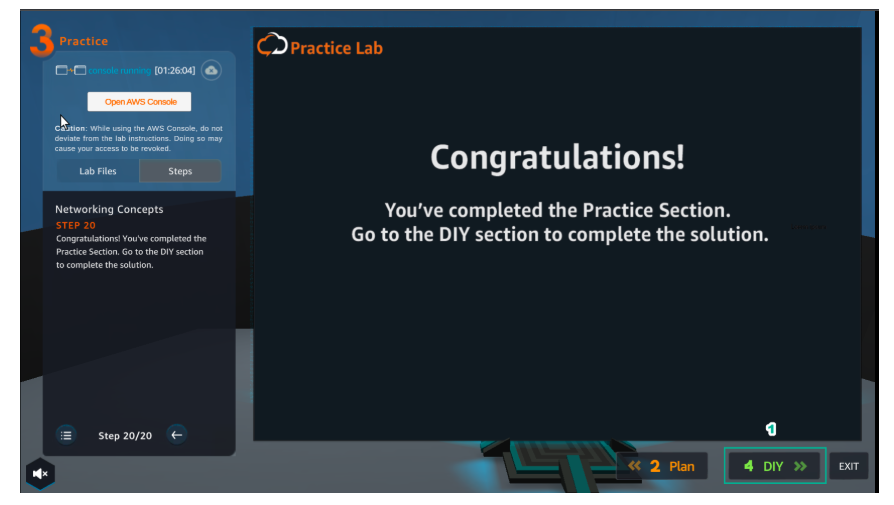 3 Practice
console running [01:26:04]
Open AWS Console
Caution: While using the AWS Console, do not
deviate from the lab instructions. Doing so may
cause your access to be revoked.
Lab Files
Steps
Networking Concepts
STEP 20
Congratulations! You've completed the
Practice Section. Go to the DIY section
to complete the solution.
Step 20/20
Practice Lab
Congratulations!
You've completed the Practice Section.
Go to the DIY section to complete the solution.
1
2 Plan
4 DIY
EXIT